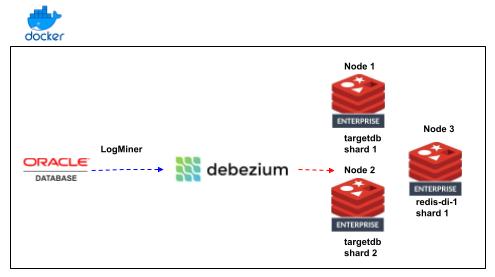 docker
Node 1
ENTERPRISE
targetdb
shard 1
Node 3
ENTERPRISE
redis-di-1
shard 1
LogMiner
ORACLE
DATABASE
debezium
Node 2
ENTERPRISE
targetdb
shard 2